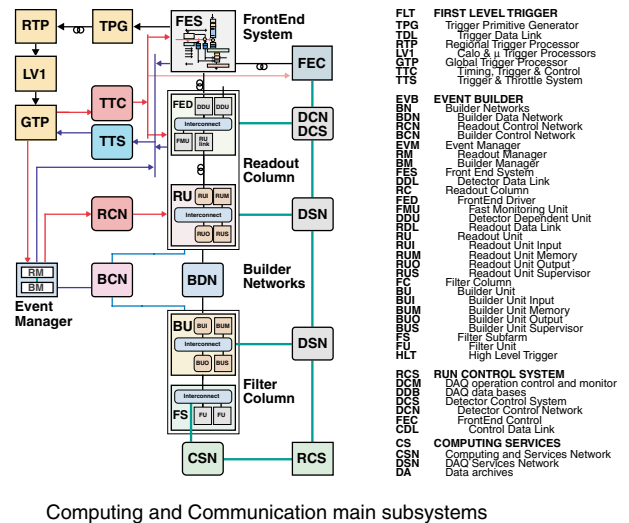 RTP
TPG
FES
FrontEnd
System
LV1
FEC
GTP
TTC
TTS
FED
DDU
DDU
Interconnect
FMU
RU
link
DCN
DCS
Readout
Column
RCN
RU
RUI
RUM
Interconnect
RUO
RUS
DSN
RM
BM
Event
Manager
BCN
BDN
Builder
Networks
BU
BUI
BUM
Interconnect
BUO
BUS
DSN
Filter
Column
Interconnect
FS
FU
FU
CSN
RCS
FLT FIRST LEVEL TRIGGER
TPG Trigger Primitive Generator
TDL Trigger Data Link
RTP Regional Trigger Processor
LV1 Calo & µ Trigger Processors
GTP Global Trigger Processor
TTC Timing, Trigger & Control
TTS Trigger & Throttle System
EVB EVENT BUILDER
BN Builder Networks
BDN Builder Data Network
RCN Readout Control Network
BCN Builder Control Network
EVM Event Manager
RM Readout Manager
BM Builder Manager
FES Front End System
DDL Detector Data Link
RC Readout Column
FED FrontEnd Driver
FMU Fast Monitoring Unit
DDU Detector Dependent Unit
RDL Readout Data Link
RU Readout Unit
RUI Readout Unit Input
RUM Readout Unit Memory
RUO Readout Unit Output
RUS Readout Unit Supervisor
FC Filter Column
BU Builder Unit
BUI Builder Unit Input
BUM Builder Unit Memory
BUO Builder Unit Output
BUS Builder Unit Supervisor
FS Filter Subfarm
FU Filter Unit
HLT High Level Trigger
RCS RUN CONTROL SYSTEM
DCM DAQ operation control and monitor
DDB DAQ data bases
DCS Detector Control System
DCN Detector Control Network
FEC FrontEnd Control
CDL Control Data Link
CS COMPUTING SERVICES
CSN Computing and Services Network
DSN DAQ Services Network
DA Data archives
Computing and Communication main subsystems